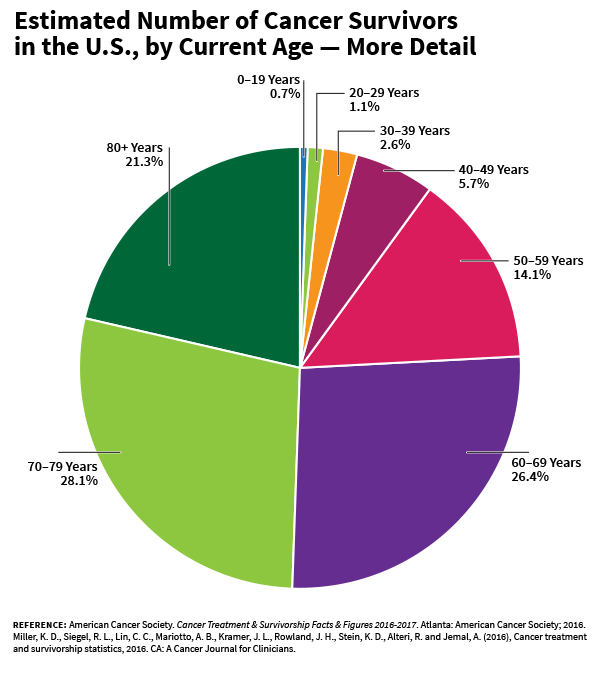 Estimated Number of Cancer Survivors
in the U.S., by Current Age — More Detail
0–19 Years
0.7%
20–29 Years
1.1%
30–39 Years
2.6%
80+ Years
21.3%
40–49 Years
5.7%
50–59 Years
14.1%
70–79 Years
28.1%
60–69 Years
26.4%
REFERENCE: American Cancer Society. Cancer Treatment & Survivorship Facts & Figures 2016-2017. Atlanta: American Cancer Society; 2016.
Miller, K. D., Siegel, R. L., Lin, C. C., Mariotto, A. B., Kramer, J. L., Rowland, J. H., Stein, K. D., Alteri, R. and Jemal, A. (2016), Cancer treatment
and survivorship statistics, 2016. CA: A Cancer Journal for Clinicians.